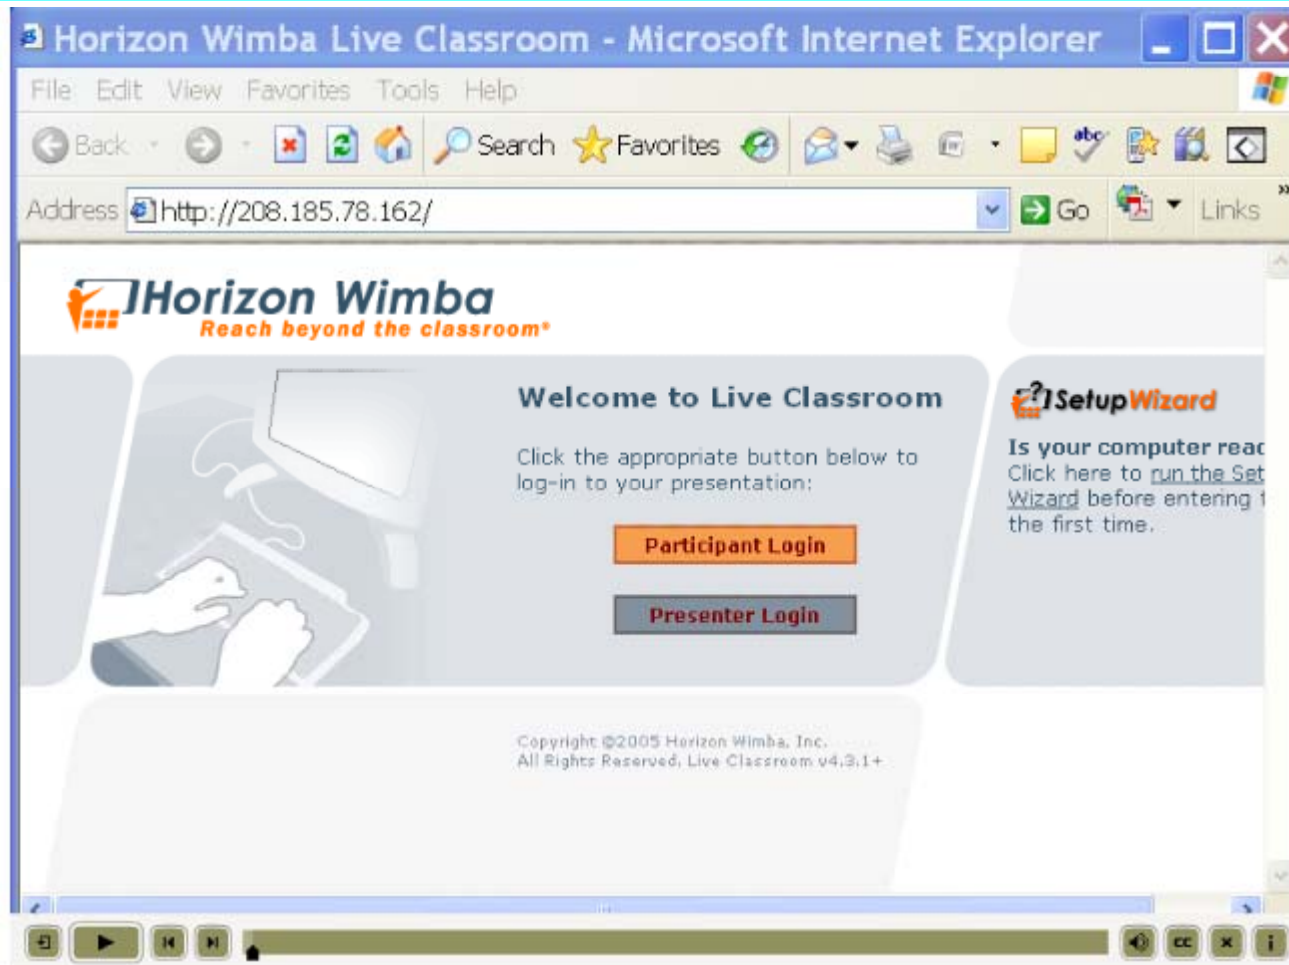 Horizon Wimba Live Classroom - Microsoft Internet Explorer
File Edit View Favorites Tools Help
Back Search Favorites
Address http://208.185.78.162/ Go Links »
Horizon Wimba
Reach beyond the classroom®
Welcome to Live Classroom
Click the appropriate button below to
log-in to your presentation:
Participant Login
Presenter Login
?]SetupWizard
Is your computer reac
Click here to run the Set
Wizard before entering t
the first time.
Copyright ©2005 Horizon Wimba, Inc.
All Rights Reserved. Live Classroom v4.3.1+
CC